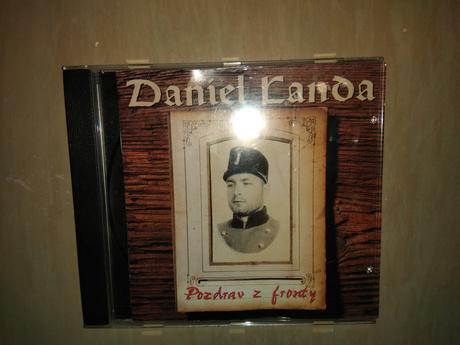 Daniel Landa
Pozdrav z fronty